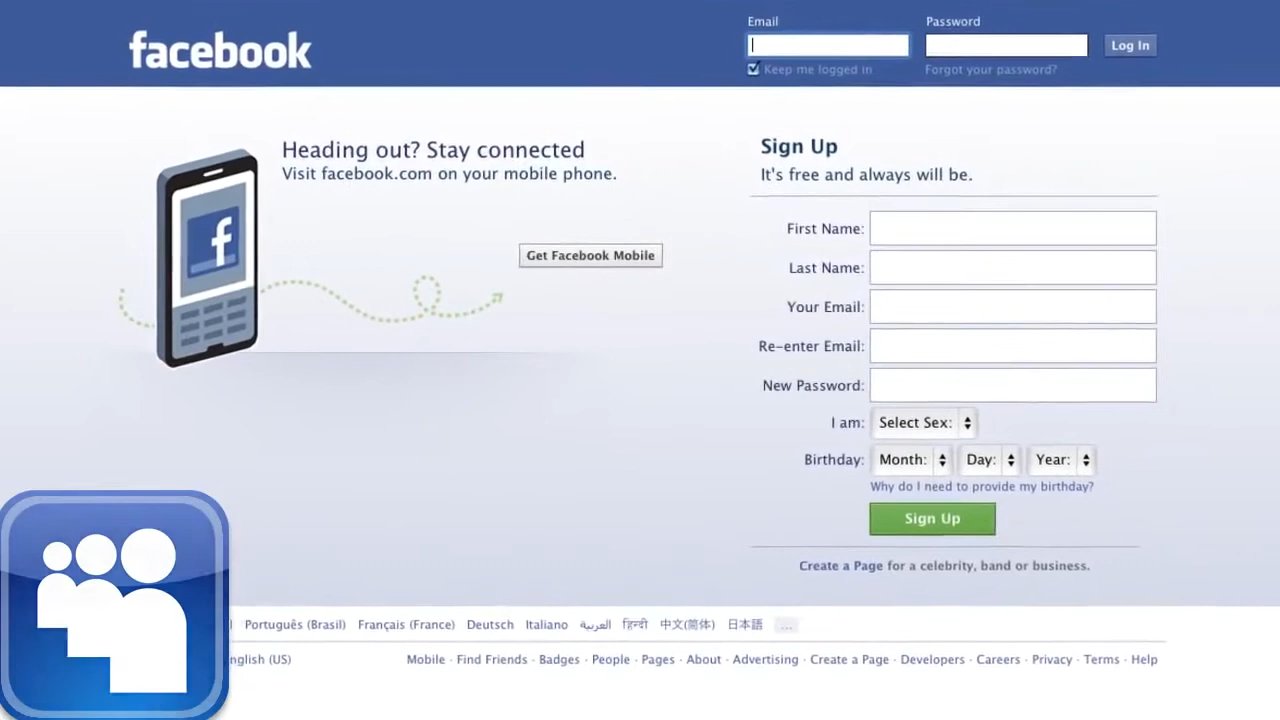 facebook
Email
Password
Log In
Keep me logged in
Forgot your password?
Heading out? Stay connected
Visit facebook.com on your mobile phone.
f
Get Facebook Mobile
Sign Up
It's free and always will be.
First Name:
Last Name:
Your Email:
Re-enter Email:
New Password:
I am: Select Sex:
Birthday: Month: Day: Year:
Why do I need to provide my birthday?
Sign Up
Create a Page for a celebrity, band or business.
Português (Brasil) Français (France) Deutsch Italiano العربية हिन्दी 中文(简体) 日本語 ...
nglish (US)
Mobile · Find Friends · Badges · People · Pages · About · Advertising · Create a Page · Developers · Careers · Privacy · Terms · Help